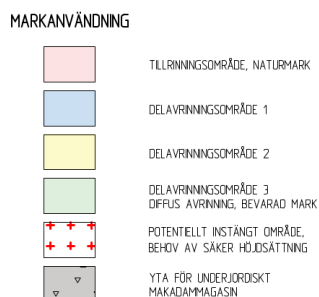 MARKANVÄNDNING
TILLRINNINGSOMRÅDE, NATURMARK
DELAVRINNINGSOMRÅDE 1
DELAVRINNINGSOMRÅDE 2
DELAVRINNINGSOMRÅDE 3
DIFFUS AVRINNING, BEVARAD MARK
POTENTIELLT INSTÄNGT OMRÅDE,
BEHOV AV SÄKER HÖJDSÄTTNING
YTA FÖR UNDERJORDISKT
MAKADAMMAGASIN